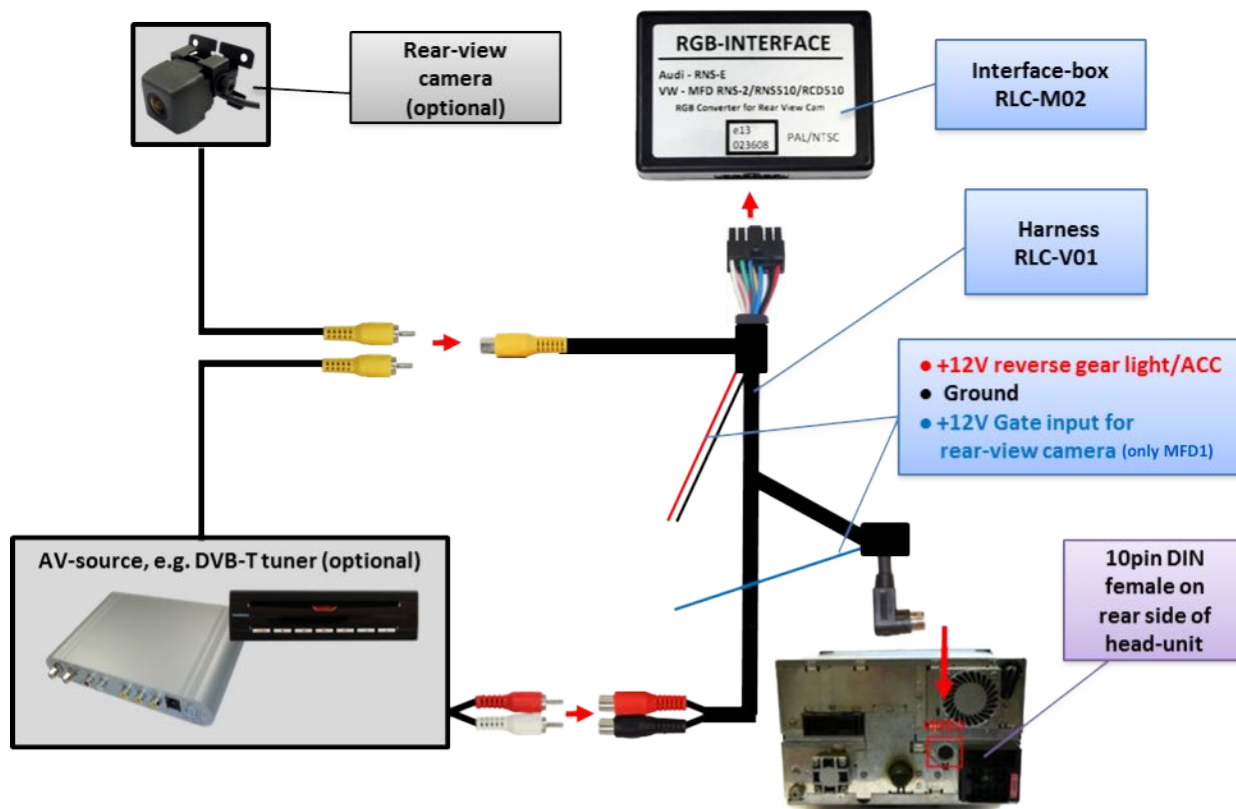 Rear-view
camera
(optional)
RGB-INTERFACE
Audi - RNS-E
VW - MFD RNS-2/RNS510/RCD510
RGB Converter for Rear View Cam
e13
023608
PAL/NTSC
Interface-box
RLC-M02
Harness
RLC-V01
+12V reverse gear light/ACC
Ground
+12V Gate input for
rear-view camera (only MFD1)
AV-source, e.g. DVB-T tuner (optional)
10pin DIN
female on
rear side of
head-unit